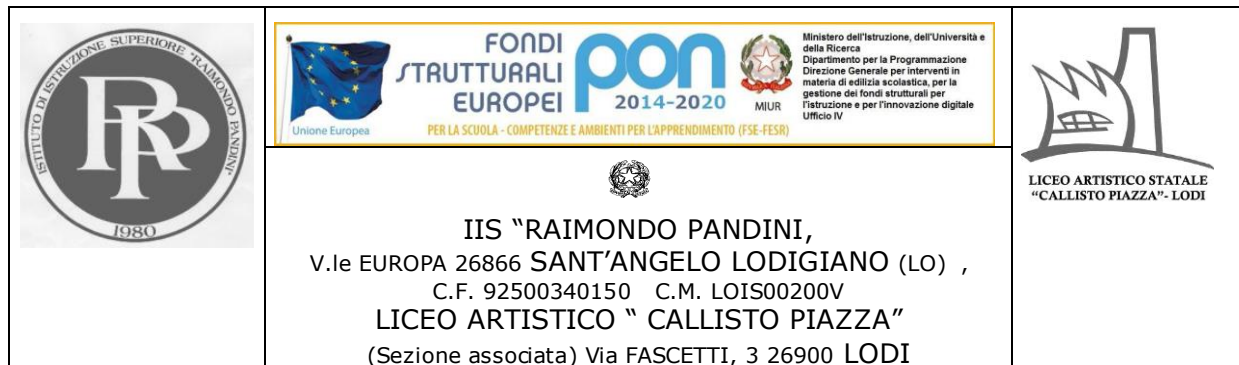 ISTITUTO DI ISTRUZIONE SUPERIORE "RAIMONDO PANDINI"
RP
1980
Unione Europea
FONDI
STRUTTURALI
EUROPEI
pon
2014-2020
MIUR
Ministero dell'Istruzione, dell'Università e
della Ricerca
Dipartimento per la Programmazione
Direzione Generale per interventi in
materia di edilizia scolastica, per la
gestione dei fondi strutturali per
l'istruzione e per l'innovazione digitale
Ufficio IV
PER LA SCUOLA - COMPETENZE E AMBIENTI PER L'APPRENDIMENTO (FSE-FESR)
IIS "RAIMONDO PANDINI,
V.le EUROPA 26866 SANT'ANGELO LODIGIANO (LO) ,
C.F. 92500340150 C.M. LOIS00200V
LICEO ARTISTICO " CALLISTO PIAZZA"
(Sezione associata) Via FASCETTI, 3 26900 LODI
LICEO ARTISTICO STATALE
"CALLISTO PIAZZA"- LODI